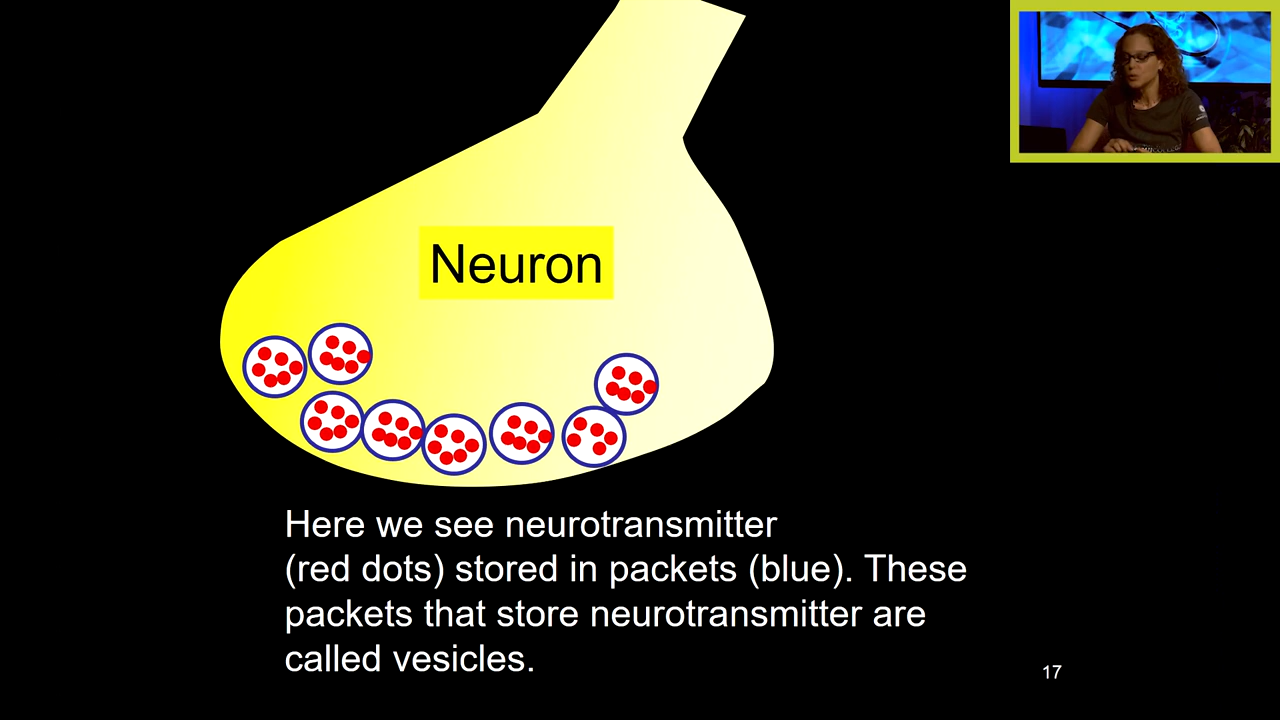 Neuron
Here we see neurotransmitter
(red dots) stored in packets (blue). These
packets that store neurotransmitter are
called vesicles.
17